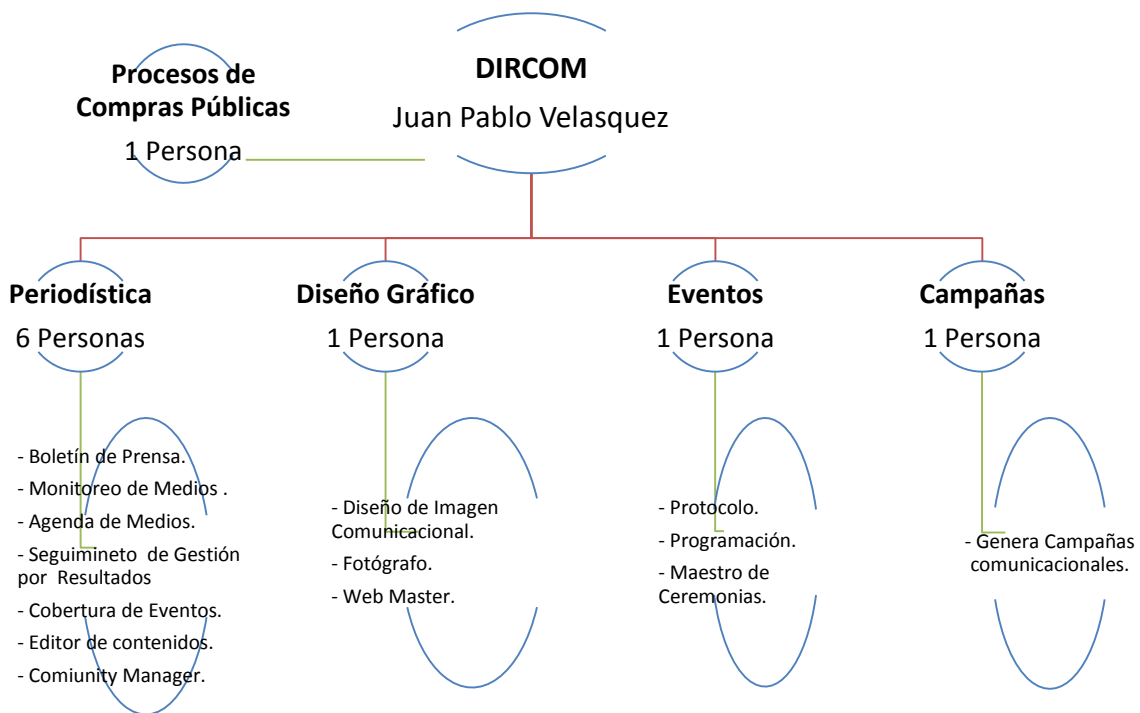 Procesos de
Compras Públicas
1 Persona
DIRCOM
Juan Pablo Velasquez
Periodística
6 Personas
Diseño Gráfico
1 Persona
Eventos
1 Persona
Campañas
1 Persona
- Boletín de Prensa.
- Monitoreo de Medios .
- Agenda de Medios.
- Seguimineto de Gestión
por Resultados
- Cobertura de Eventos.
- Editor de contenidos.
- Comiunity Manager.
- Diseño de Imagen
Comunicacional.
- Fotógrafo.
- Web Master.
- Protocolo.
- Programación.
- Maestro de
Ceremonias.
- Genera Campañas
comunicacionales.